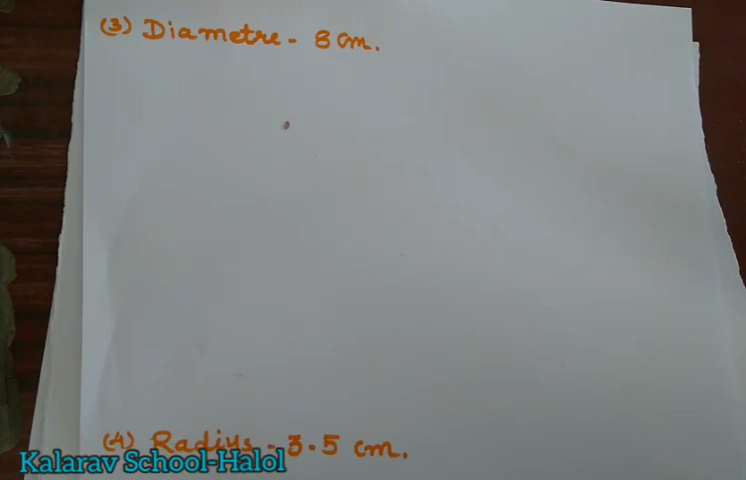 (3) Diametre - 8 cm.
(4) Radius - 3.5 cm.
Kalarav School-Halol